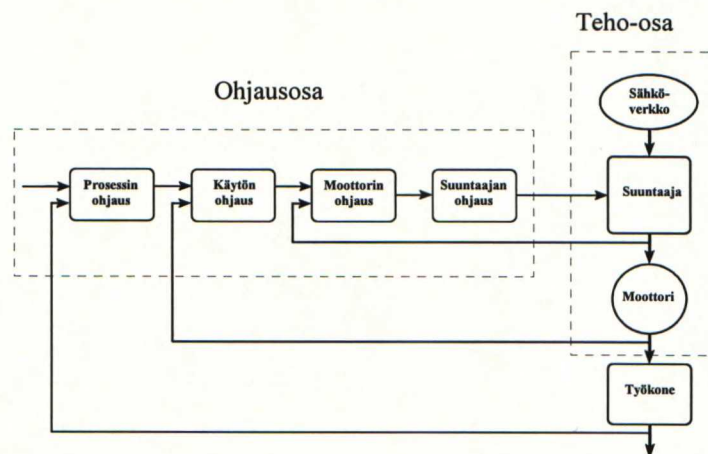 Teho-osa
Ohjausosa
Sähkö-
verkko
Prosessin
ohjaus
Käytön
ohjaus
Moottorin
ohjaus
Suuntaajan
ohjaus
Suuntaaja
Moottori
Työkone